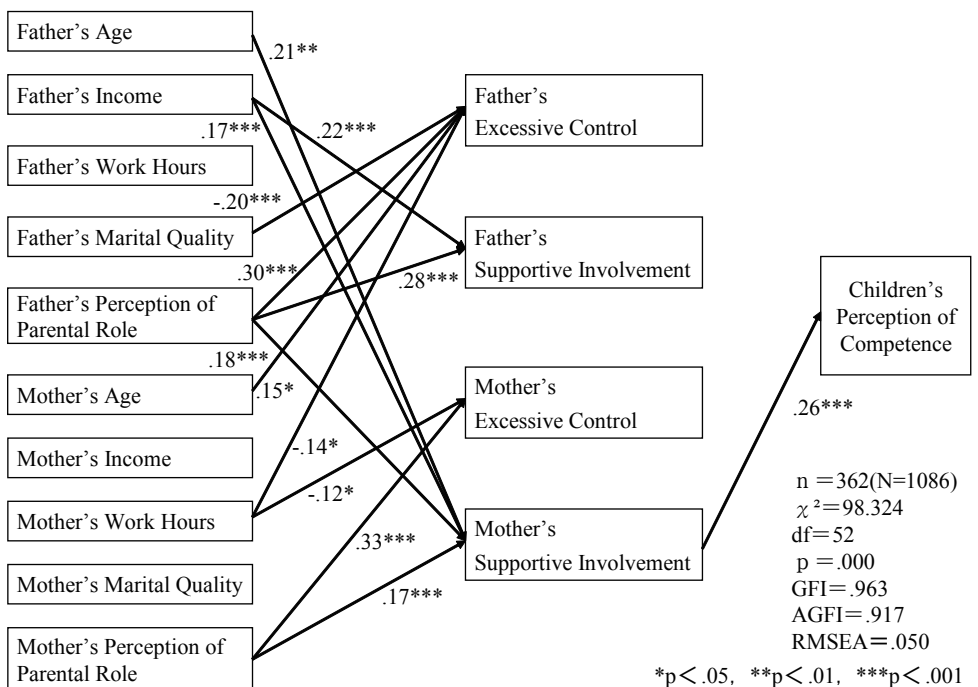 Father's Age
Father's Income
Father's Work Hours
Father's Marital Quality
Father's Perception of
Parental Role
Mother's Age
Mother's Income
Mother's Work Hours
Mother's Marital Quality
Mother's Perception of
Parental Role
.21**
.17***
.22***
-.20***
.30***
.28***
.18***
.15*
-.14*
-.12*
.33***
.17***
Father's
Excessive Control
Father's
Supportive Involvement
Mother's
Excessive Control
Mother's
Supportive Involvement
Children's
Perception of
Competence
.26***
n=362(N=1086)
χ²=98.324
df=52
p=.000
GFI=.963
AGFI=.917
RMSEA=.050
*p<.05, **p<.01, ***p<.001